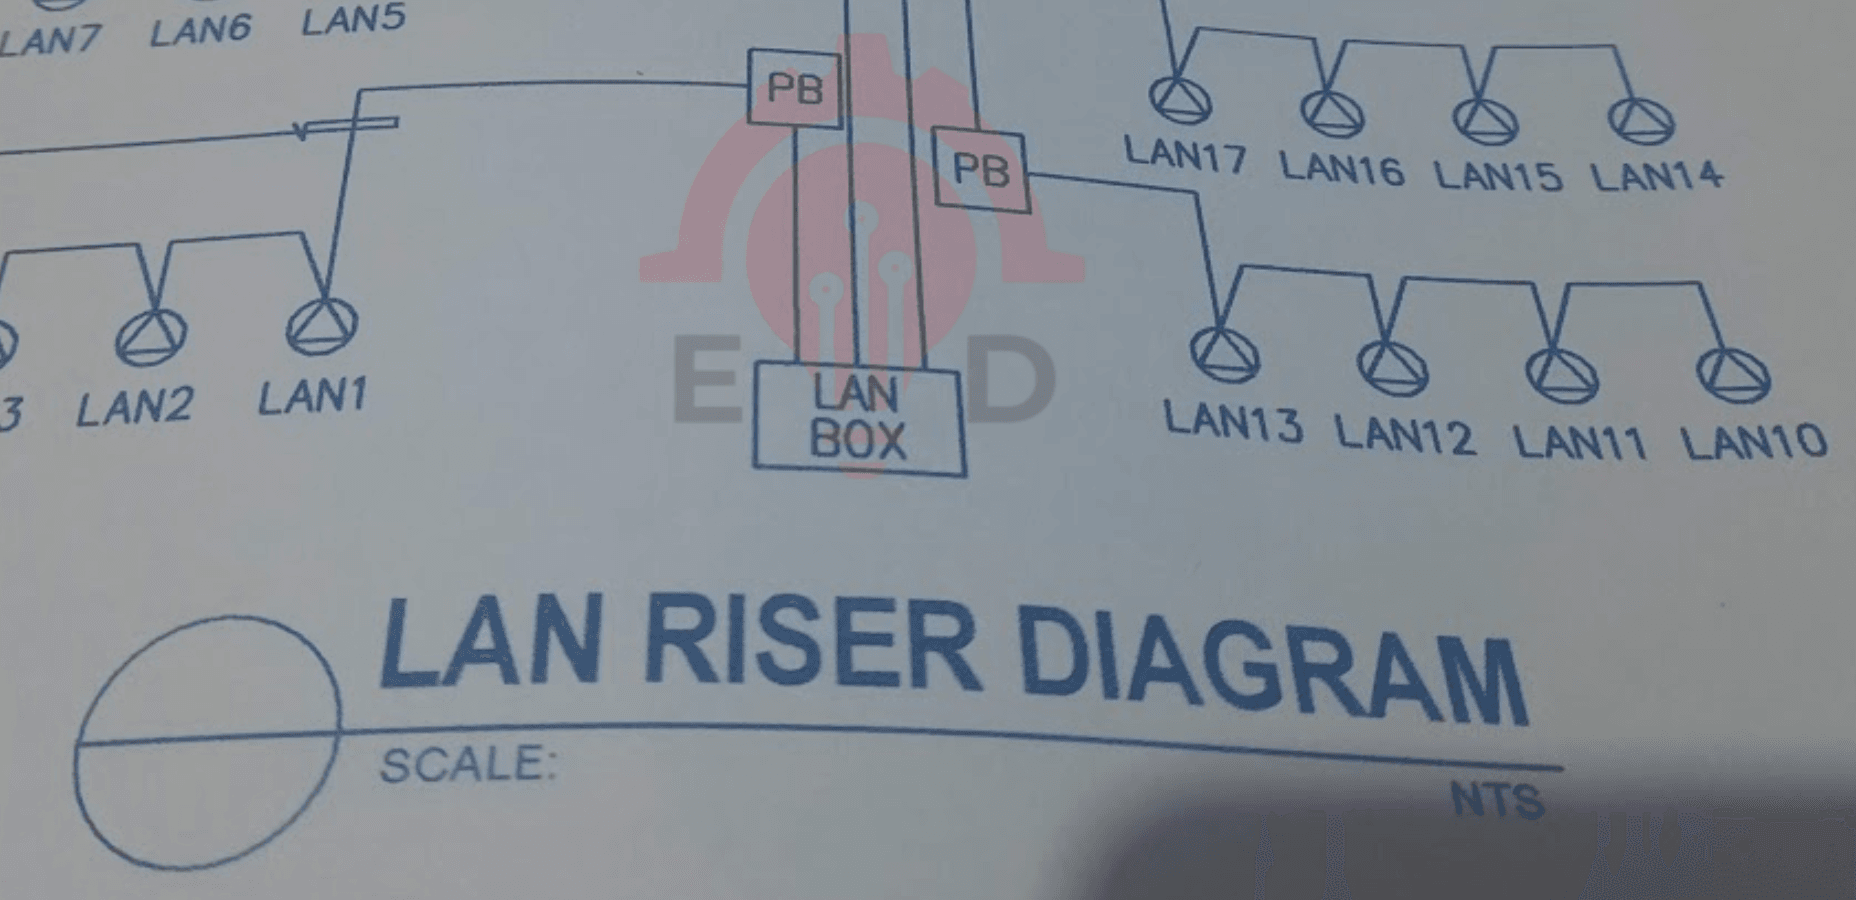 LAN7 LAN6 LAN5
PB
PB
LAN17 LAN16 LAN15 LAN14
3 LAN2 LAN1
E D
LAN
BOX
LAN13 LAN12 LAN11 LAN10
LAN RISER DIAGRAM
SCALE:
NTS